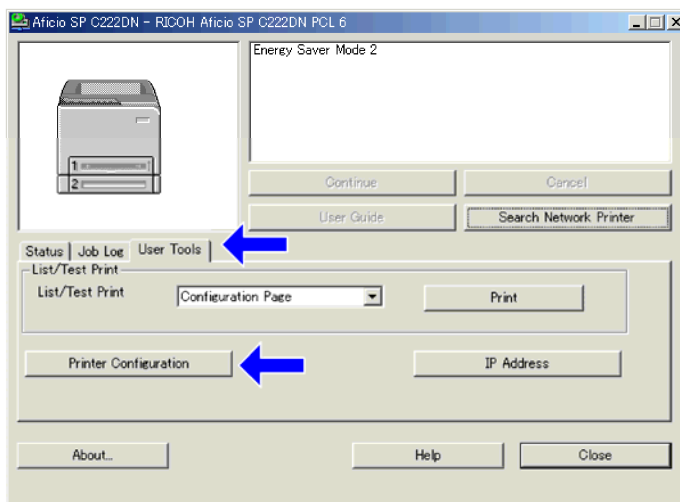 Aficio SP C222DN - RICOH Aficio SP C222DN PCL 6
Energy Saver Mode 2
1
2
Continue
Cancel
User Guide
Search Network Printer
Status
Job Log
User Tools
List/Test Print
List/Test Print
Configuration Page
Print
Printer Configuration
IP Address
About...
Help
Close